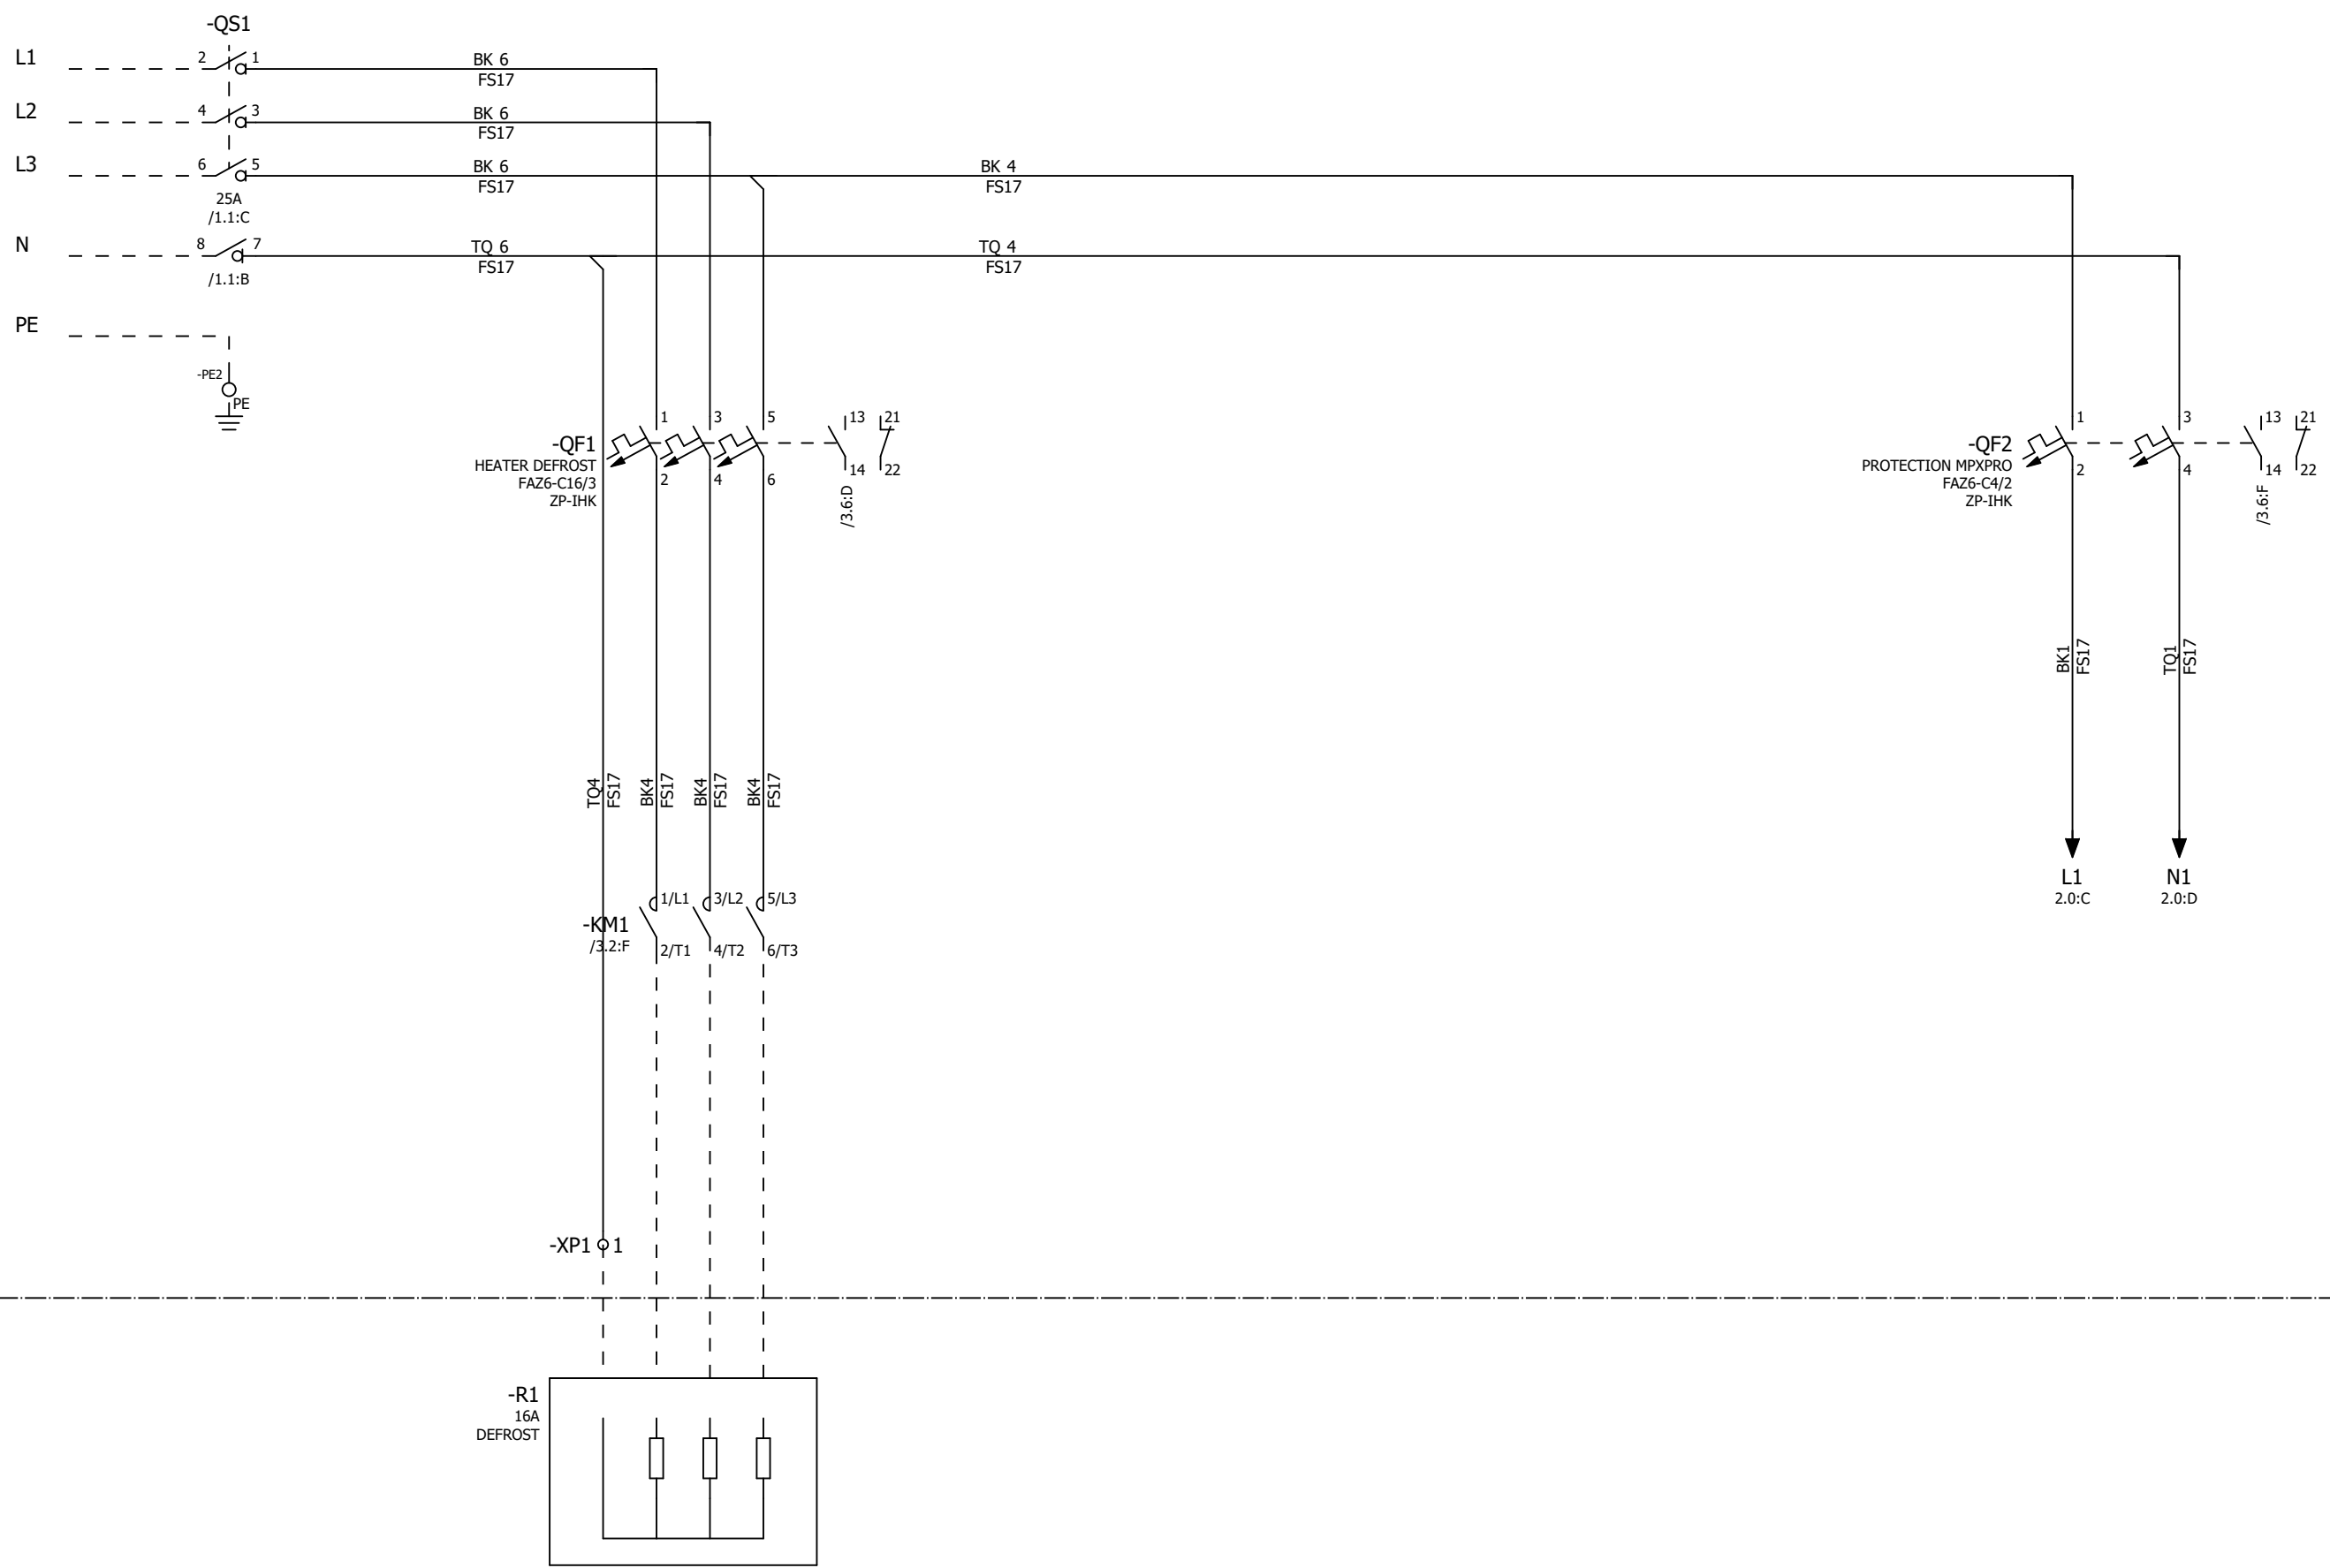 -QS1
L1
2
1
BK 6
FS17
L2
4
3
BK 6
FS17
L3
6
5
BK 6
FS17
BK 4
FS17
25A
/1.1:C
N
8
7
TQ 6
FS17
TQ 4
FS17
/1.1:B
PE
-PE2
PE
-QF1
HEATER DEFROST
FAZ6-C16/3
ZP-IHK
1
2
3
4
5
6
13
14
21
22
/3.6:D
-QF2
PROTECTION MPXPRO
FAZ6-C4/2
ZP-IHK
1
2
3
4
13
14
21
22
/3.6:F
BK1
FS17
TQ1
FS17
TQ4
FS17
BK4
FS17
BK4
FS17
BK4
FS17
L1
2.0:C
N1
2.0:D
-KM1
/3.2:F
1/L1
2/T1
3/L2
4/T2
5/L3
6/T3
-XP1
1
-R1
16A
DEFROST